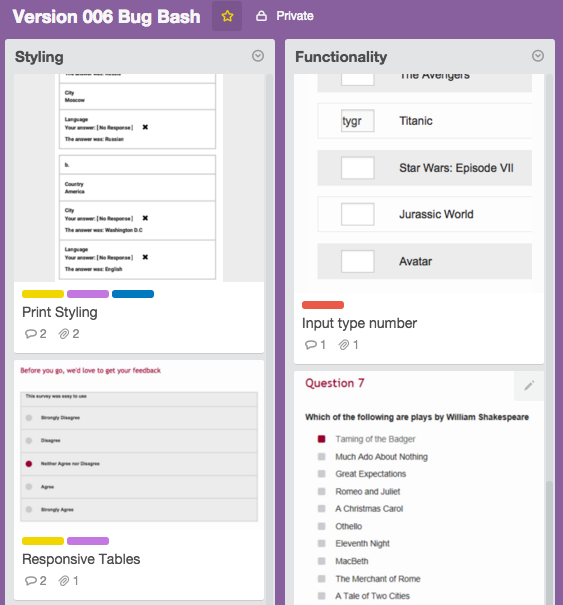 Version 006 Bug Bash
Private
Styling
City
Moscow
Language
Your answer: [ No Response ] ✖
The answer was: Russian
b.
Country
America
City
Your answer: [ No Response ] ✖
The answer was: Washington D.C
Language
Your answer: [ No Response ] ✖
The answer was: English
Print Styling
2 2
Before you go, we'd love to get your feedback
This survey was easy to use
Strongly Disagree
Disagree
Neither Agree nor Disagree
Agree
Strongly Agree
Responsive Tables
2 1
Functionality
The Avengers
tygr Titanic
Star Wars: Episode VII
Jurassic World
Avatar
Input type number
1 1
Question 7
Which of the following are plays by William Shakespeare
Taming of the Badger
Much Ado About Nothing
Great Expectations
Romeo and Juliet
A Christmas Carol
Othello
Eleventh Night
MacBeth
The Merchant of Rome
A Tale of Two Cities